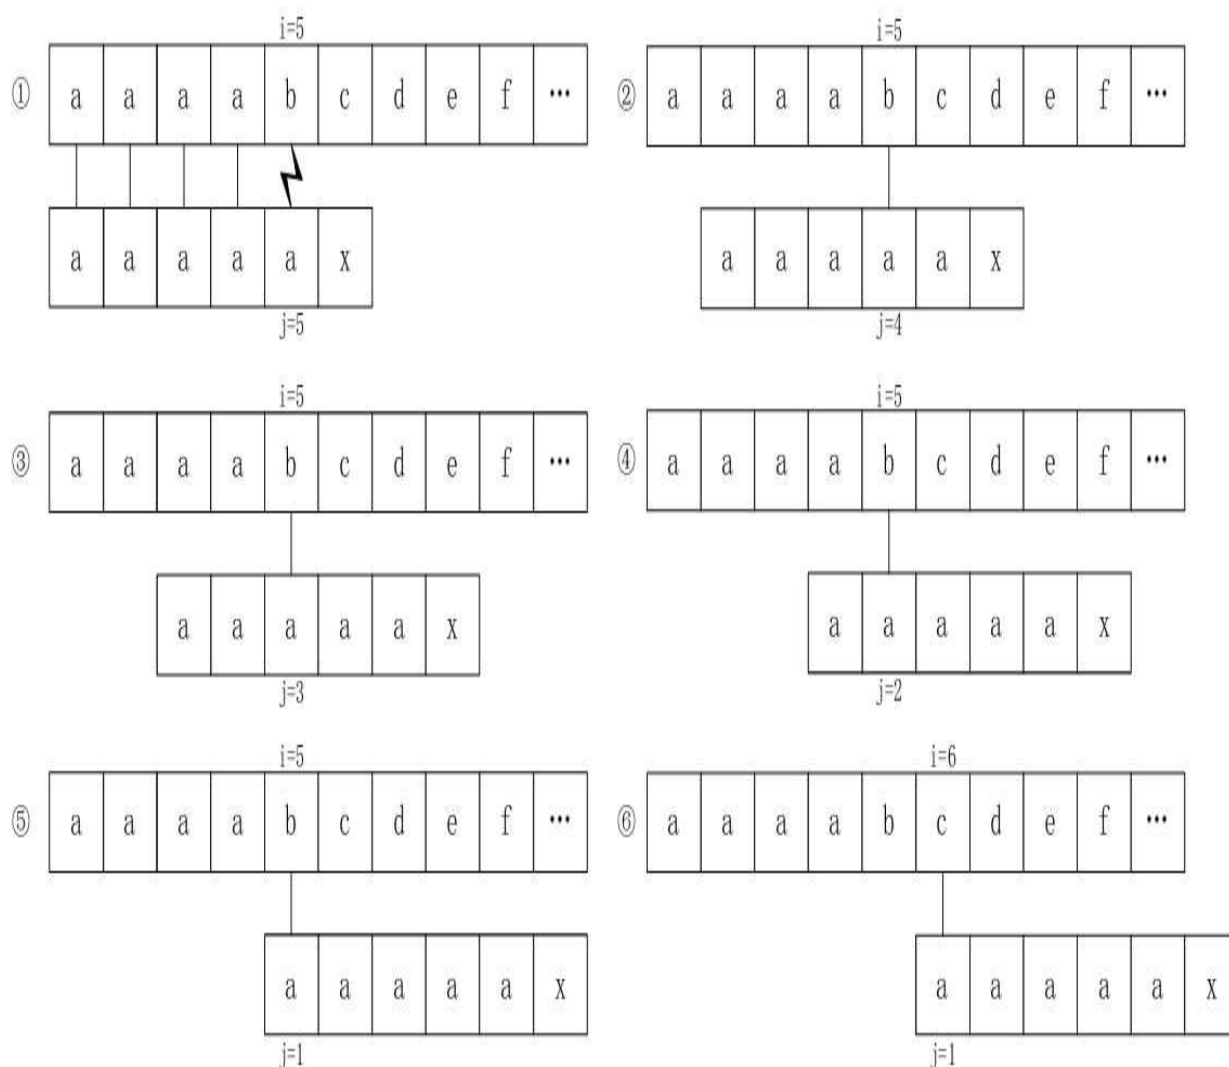 i=5
① a a a a b c d e f …
a a a a a x
j=5
i=5
② a a a a b c d e f …
a a a a a x
j=4
i=5
③ a a a a b c d e f …
a a a a a x
j=3
i=5
④ a a a a b c d e f …
a a a a a x
j=2
i=5
⑤ a a a a b c d e f …
a a a a a x
j=1
i=6
⑥ a a a a b c d e f …
a a a a a x
j=1